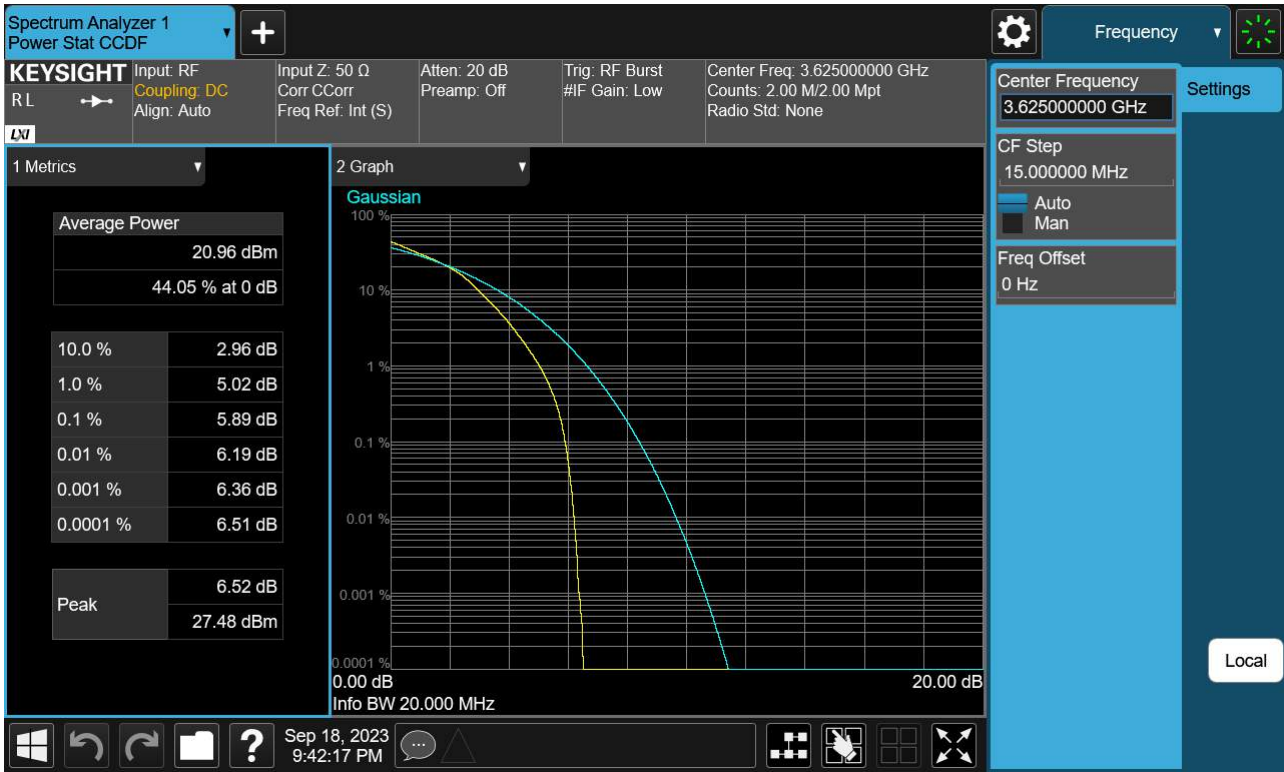 Spectrum Analyzer 1
Power Stat CCDF
+
Frequency
KEYSIGHT
R L
LXI
Input: RF
Coupling: DC
Align: Auto
Input Z: 50 Ω
Corr CCorr
Freq Ref: Int (S)
Atten: 20 dB
Preamp: Off
Trig: RF Burst
#IF Gain: Low
Center Freq: 3.625000000 GHz
Counts: 2.00 M/2.00 Mpt
Radio Std: None
Center Frequency
3.625000000 GHz
Settings
CF Step
15.000000 MHz
Auto
Man
Freq Offset
0 Hz
1 Metrics
Average Power
20.96 dBm
44.05 % at 0 dB
10.0 % 2.96 dB
1.0 % 5.02 dB
0.1 % 5.89 dB
0.01 % 6.19 dB
0.001 % 6.36 dB
0.0001 % 6.51 dB
Peak
6.52 dB
27.48 dBm
2 Graph
Gaussian
100 %
10 %
1 %
0.1 %
0.01 %
0.001 %
0.0001 %
0.00 dB 20.00 dB
Info BW 20.000 MHz
Local
?
Sep 18, 2023
9:42:17 PM